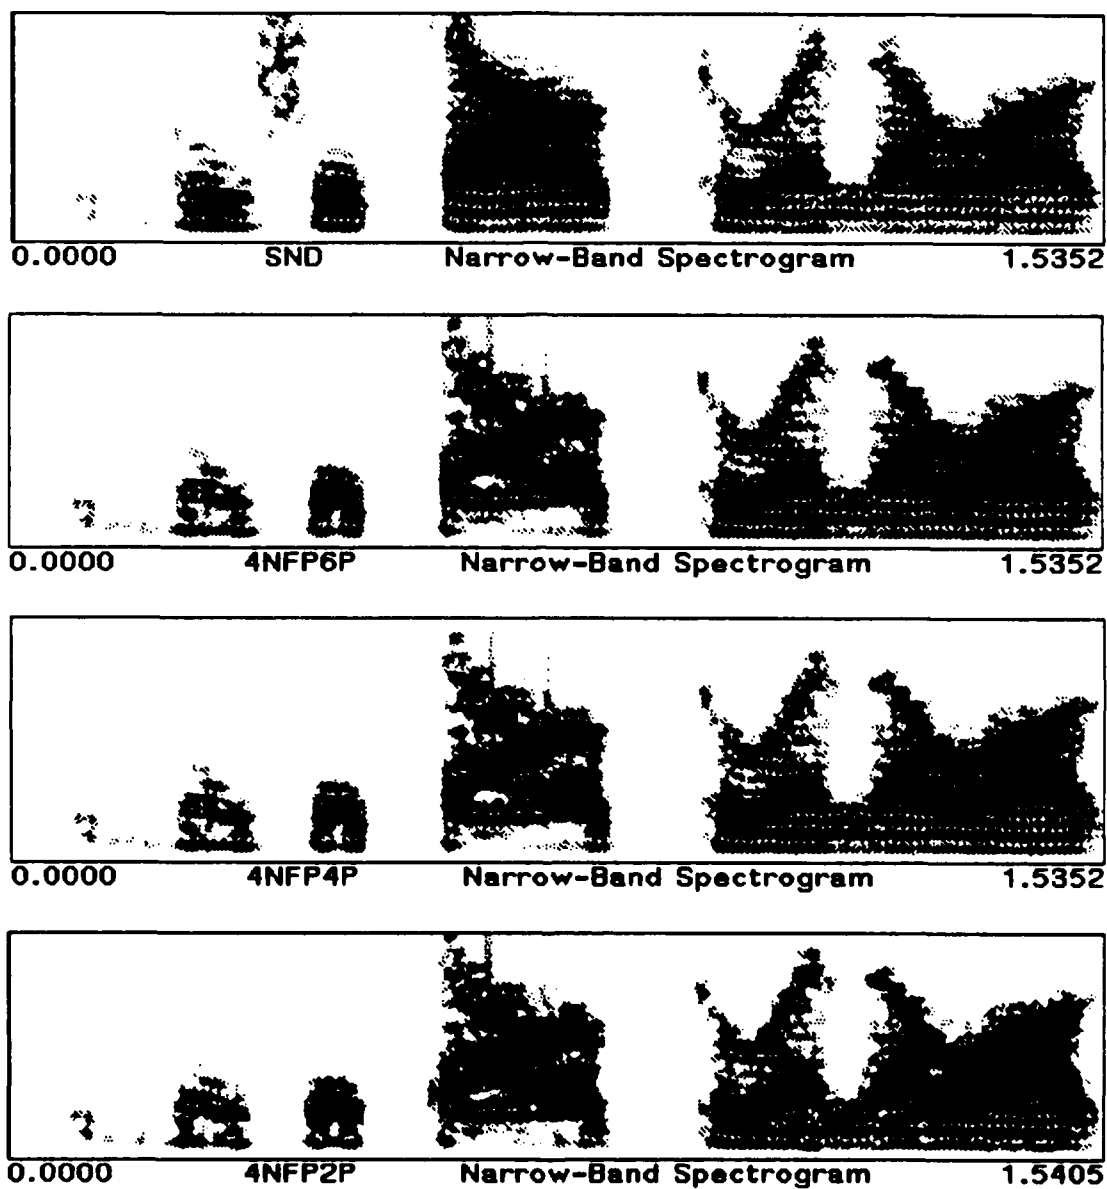 0.0000 SND Narrow-Band Spectrogram 1.5352
0.0000 4NFP6P Narrow-Band Spectrogram 1.5352
0.0000 4NFP4P Narrow-Band Spectrogram 1.5352
0.0000 4NFP2P Narrow-Band Spectrogram 1.5405